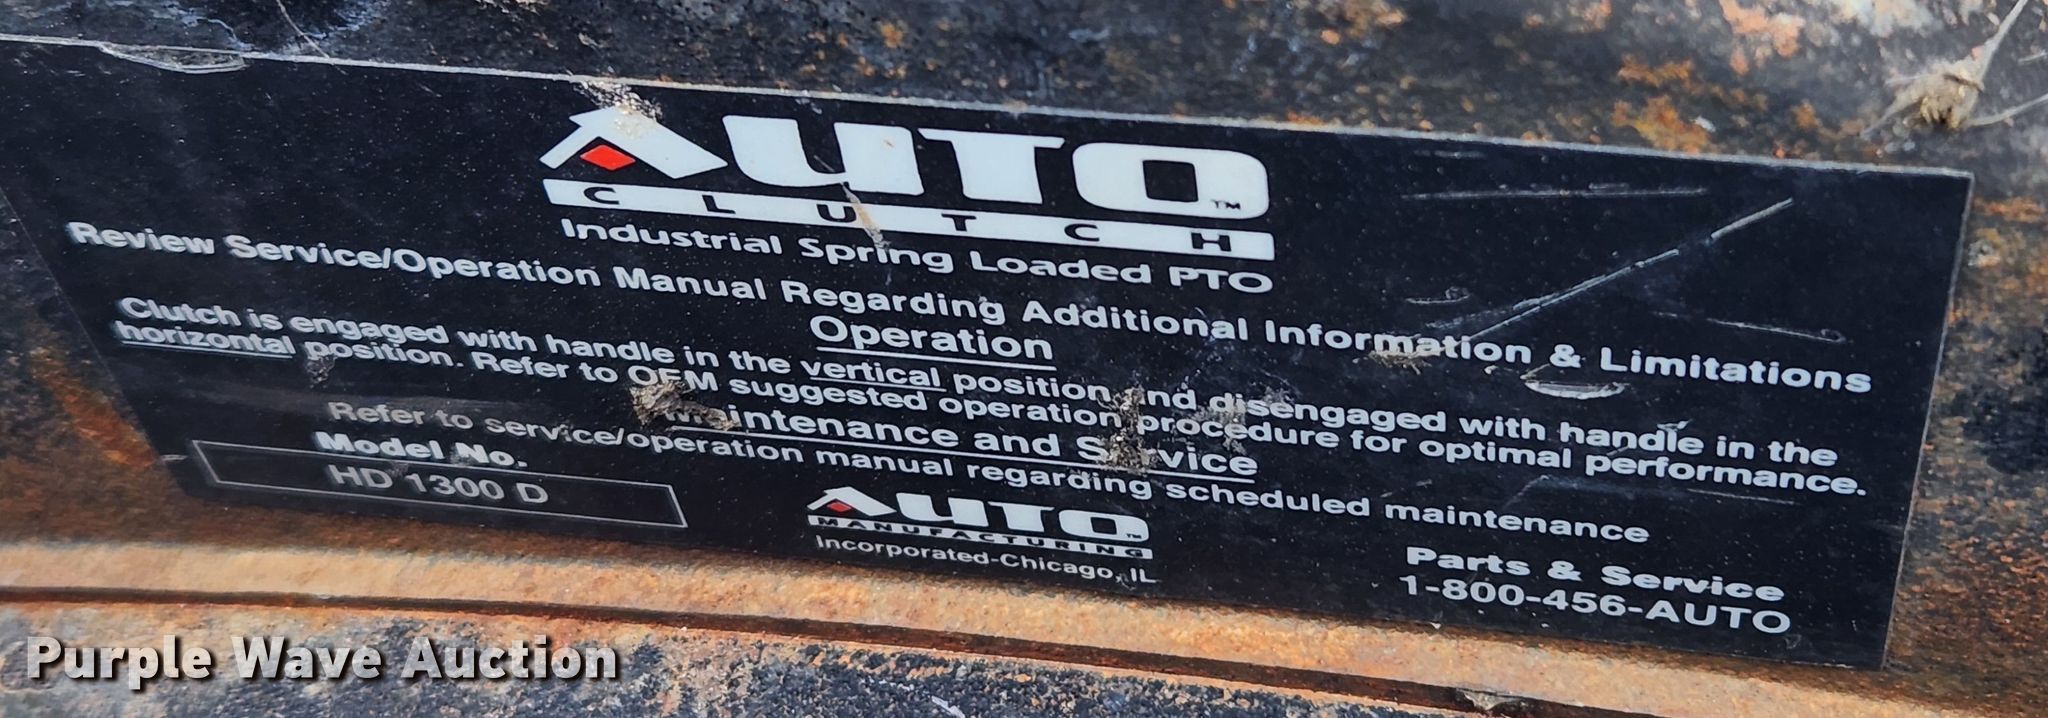 AUTO™
CLUTCH
Industrial Spring Loaded PTO
Review Service/Operation Manual Regarding Additional Information & Limitations
Operation
Clutch is engaged with handle in the vertical position and disengaged with handle in the
horizontal position. Refer to OEM suggested operation procedure for optimal performance.
Maintenance and Service
Refer to service/operation manual regarding scheduled maintenance
Model No.
HD 1300 D
AUTO™
MANUFACTURING
Incorporated-Chicago, IL
Parts & Service
1-800-456-AUTO
Purple Wave Auction